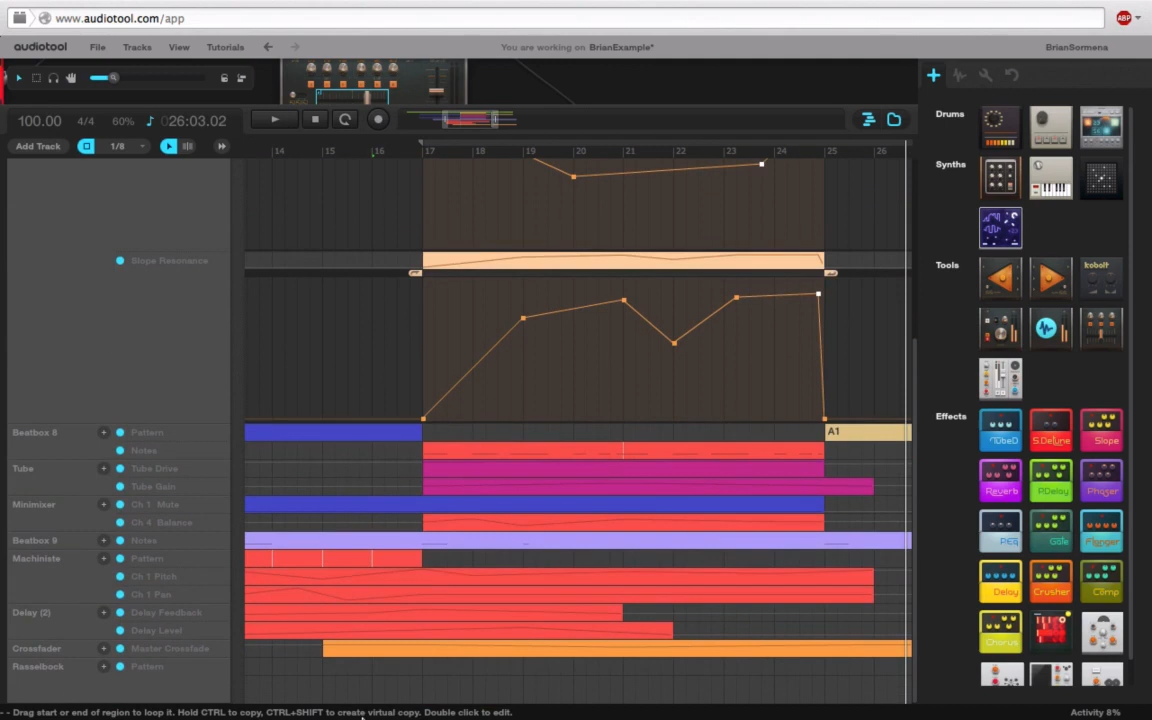 www.audiotool.com/app
ABP
audiotool File Tracks View Tutorials You are working on BrianExample* BrianSormena
100.00 4/4 60% 026:03.02
Add Track 1/8 14 15 16 17 18 19 20 21 22 23 24 25 26
Slope Resonance
Beatbox 8 + Pattern A1
Notes
Tube + Tube Drive
Tube Gain
Minimixer + Ch 1 Mute
Ch 4 Balance
Beatbox 9 + Notes
Machiniste + Pattern
Ch 1 Pitch
Ch 1 Pan
Delay (2) + Delay Feedback
Delay Level
Crossfader + Master Crossfade
Rasselbock + Pattern
Drums
Synths
Tools
kobolt
Effects
TubeD S.Detune Slope
Reverb P.Delay Phaser
PEQ Gate Flanger
Delay Crusher Comp
Chorus
- - Drag start or end of region to loop it. Hold CTRL to copy, CTRL+SHIFT to create virtual copy. Double click to edit.
Activity 8%